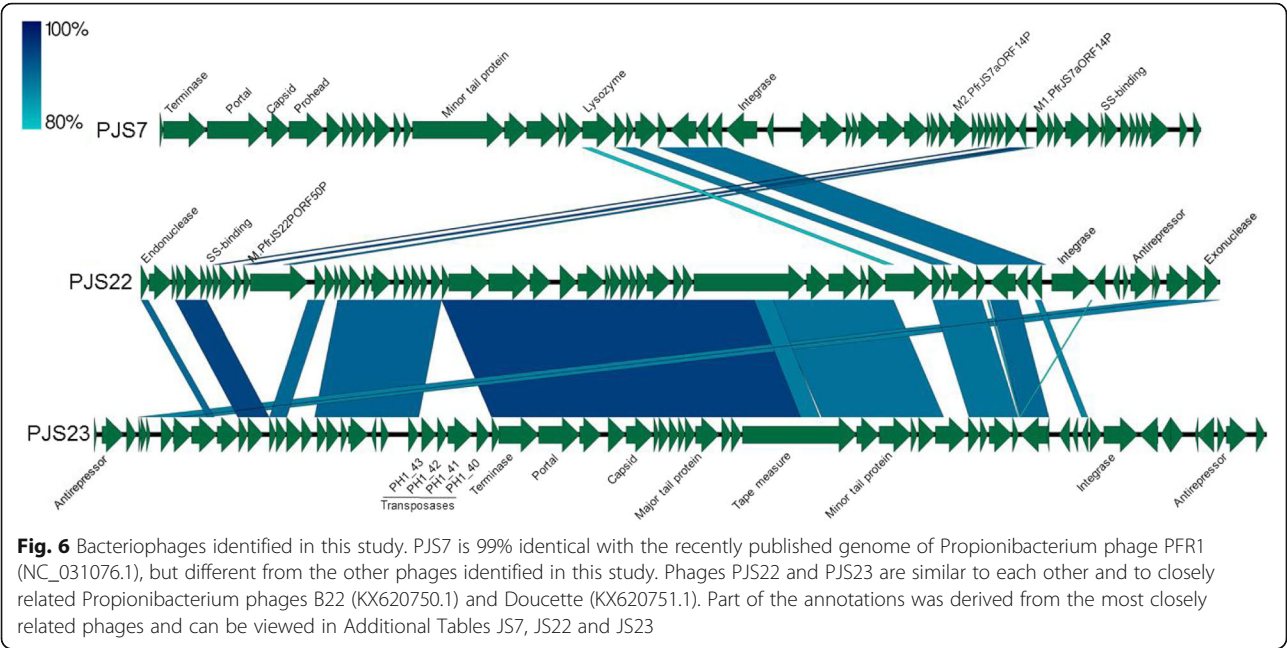 100%
80%
Terminase
Portal
Capsid
Prohead
Minor tail protein
Lysozyme
Integrase
M2.PfrJS7aORF14P
M1.PfrJS7aORF14P
SS-binding
PJS7
Endonuclease
SS-binding
M.PfrJS22PORF50P
Integrase
Antirepressor
Exonuclease
PJS22
PJS23
Antirepressor
PH1_43
PH1_42
PH1_41
PH1_40
Transposases
Terminase
Portal
Capsid
Major tail protein
Tape measure
Minor tail protein
Integrase
Antirepressor
Fig. 6 Bacteriophages identified in this study. PJS7 is 99% identical with the recently published genome of Propionibacterium phage PFR1
(NC_031076.1), but different from the other phages identified in this study. Phages PJS22 and PJS23 are similar to each other and to closely
related Propionibacterium phages B22 (KX620750.1) and Doucette (KX620751.1). Part of the annotations was derived from the most closely
related phages and can be viewed in Additional Tables JS7, JS22 and JS23